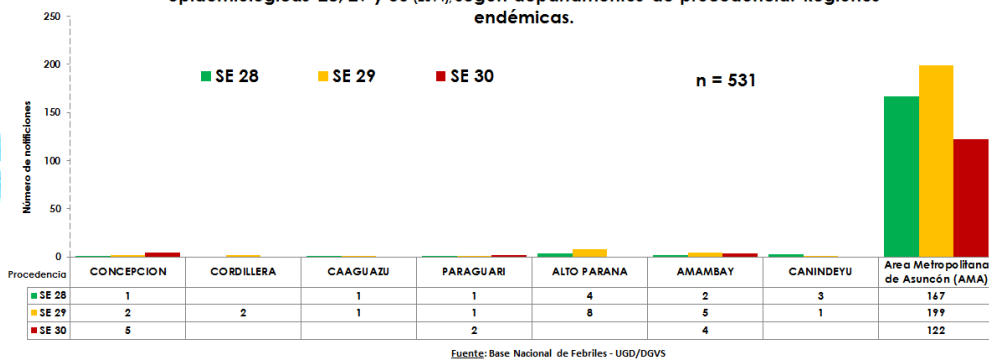 endémicas.
250
200
150
100
50
0
Número de notificiones
SE 28 SE 29 SE 30
n = 531
Procedencia CONCEPCION CORDILLERA CAAGUAZU PARAGUARI ALTO PARANA AMAMBAY CANINDEYU Area Metropolitana de Asuncón (AMA)
SE 28 1 1 1 4 2 3 167
SE 29 2 2 1 1 8 5 1 199
SE 30 5 2 4 122
Fuente: Base Nacional de Febriles - UGD/DGVS